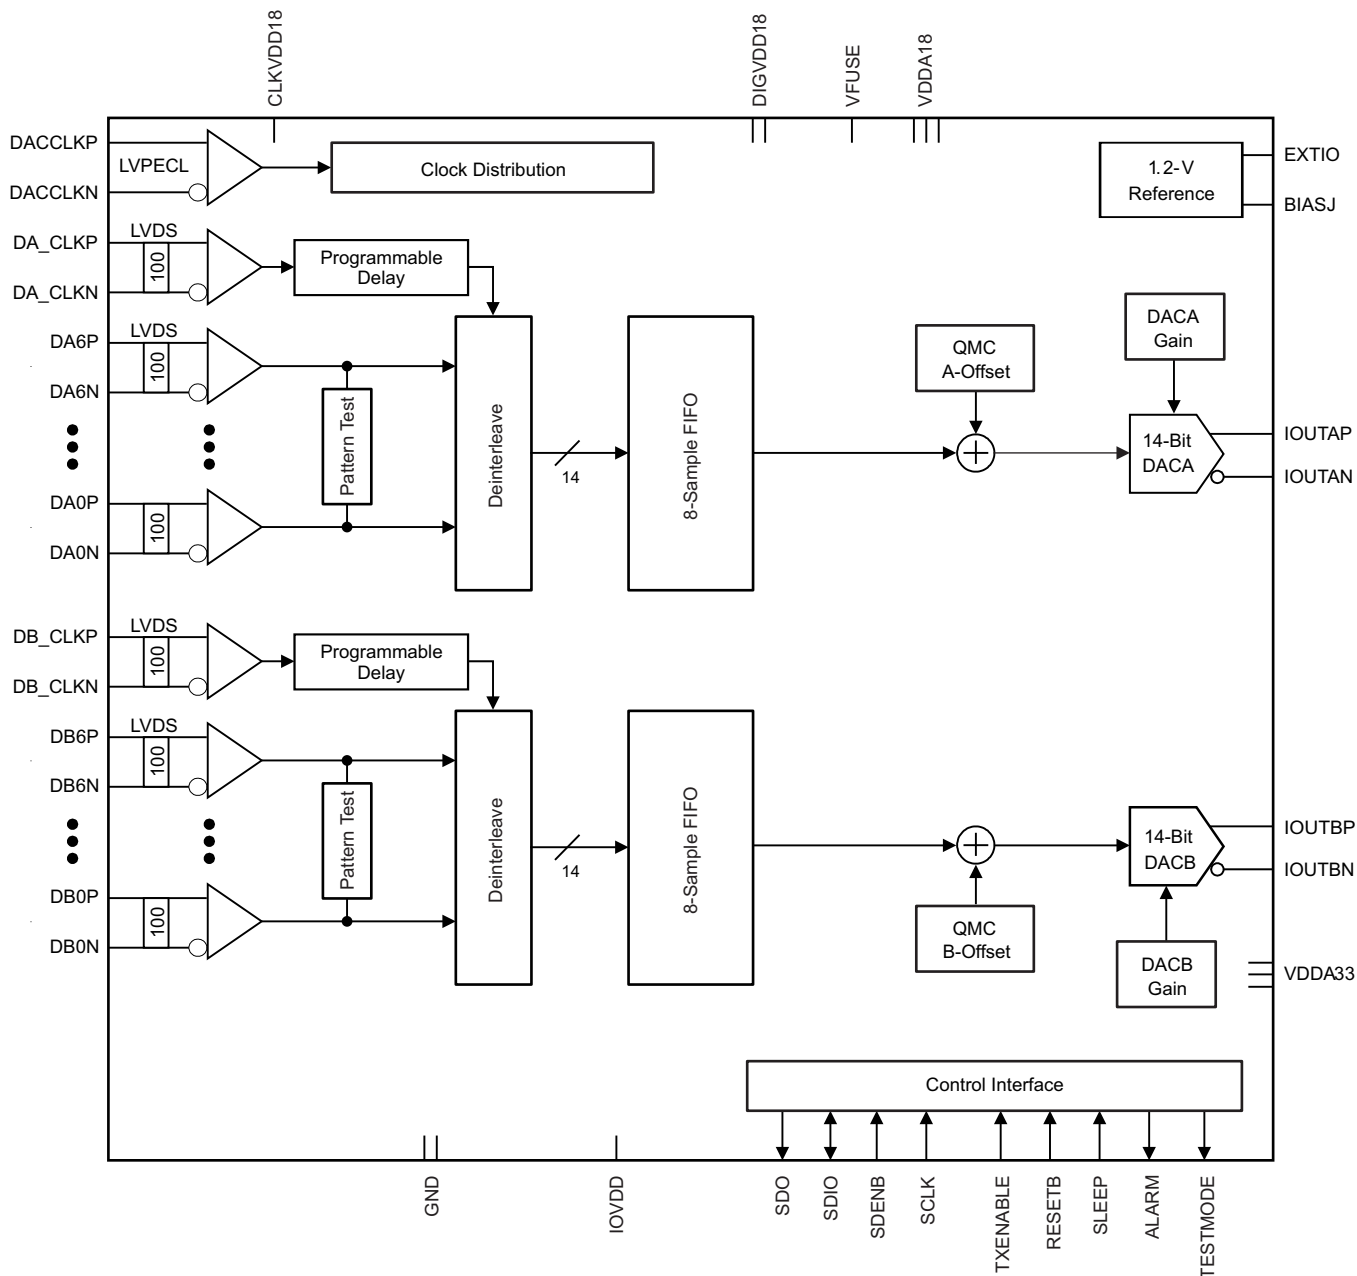 CLKVDD18
DIGVDD18
VFUSE
VDDA18
DACCLKP
LVPECL
DACCLKN
Clock Distribution
1.2-V
Reference
EXTIO
BIASJ
DA_CLKP
LVDS
100
DA_CLKN
Programmable
Delay
DA6P
LVDS
100
DA6N
Pattern Test
DA0P
100
DA0N
Deinterleave
14
8-Sample FIFO
QMC
A-Offset
DACA
Gain
14-Bit
DACA
IOUTAP
IOUTAN
DB_CLKP
LVDS
100
DB_CLKN
Programmable
Delay
DB6P
LVDS
100
DB6N
Pattern Test
DB0P
100
DB0N
Deinterleave
14
8-Sample FIFO
QMC
B-Offset
14-Bit
DACB
DACB
Gain
IOUTBP
IOUTBN
VDDA33
Control Interface
GND
IOVDD
SDO
SDIO
SDENB
SCLK
TXENABLE
RESETB
SLEEP
ALARM
TESTMODE